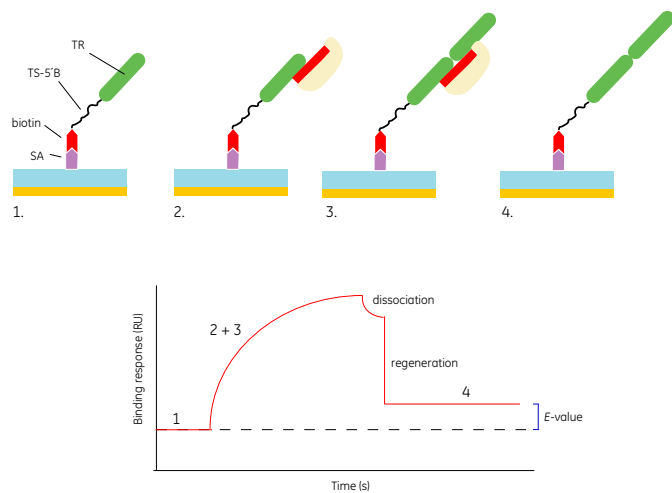 TR
TS-5´B
biotin
SA
1.
2.
3.
4.
Binding response (RU)
2 + 3
dissociation
regeneration
1
4
E-value
Time (s)